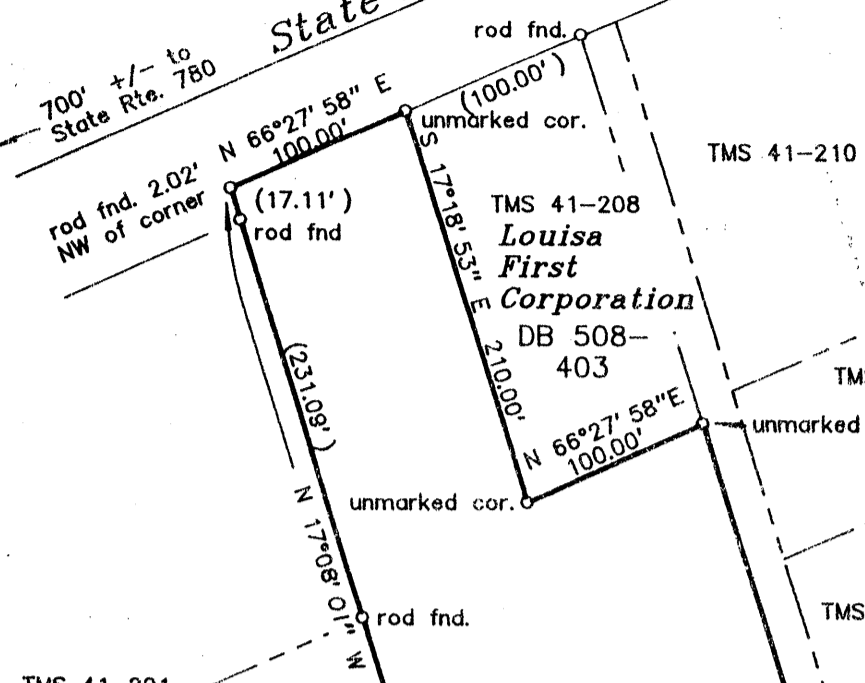 State
700' +/- to
State Rte. 780
rod fnd.
(100.00')
N 66°27' 58" E
100.00'
unmarked cor.
TMS 41-210
rod fnd. 2.02'
NW of corner
(17.11')
rod fnd
S 17°18' 53" E 210.00'
TMS 41-208
Louisa
First
Corporation
DB 508-
403
(231.09')
TM
N 66°27' 58"E
100.00'
unmarked
unmarked cor.
N 17°08' 01" W
rod fnd.
TMS